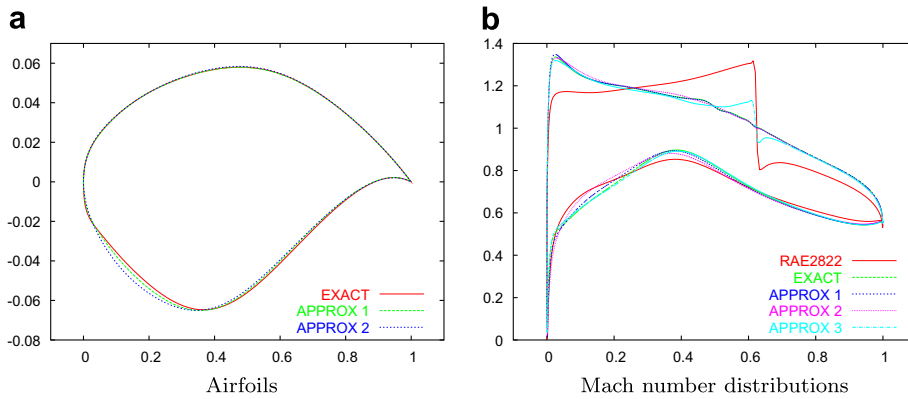 a
0.06
0.04
0.02
0
-0.02
-0.04
-0.06
-0.08
0
0.2
0.4
0.6
0.8
1
EXACT
APPROX 1
APPROX 2
Airfoils
b
1.4
1.2
1
0.8
0.6
0.4
0.2
0
0
0.2
0.4
0.6
0.8
1
RAE2822
EXACT
APPROX 1
APPROX 2
APPROX 3
Mach number distributions